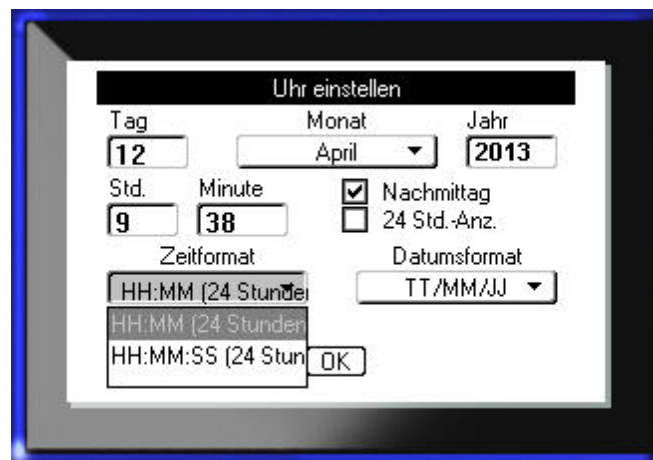 Uhr einstellen
Tag Monat Jahr
12 April 2013
Std. Minute Nachmittag
9 38 24 Std.-Anz.
Zeitformat Datumsformat
HH:MM (24 Stunden TT/MM/JJ
HH:MM (24 Stunden
HH:MM:SS (24 Stun OK